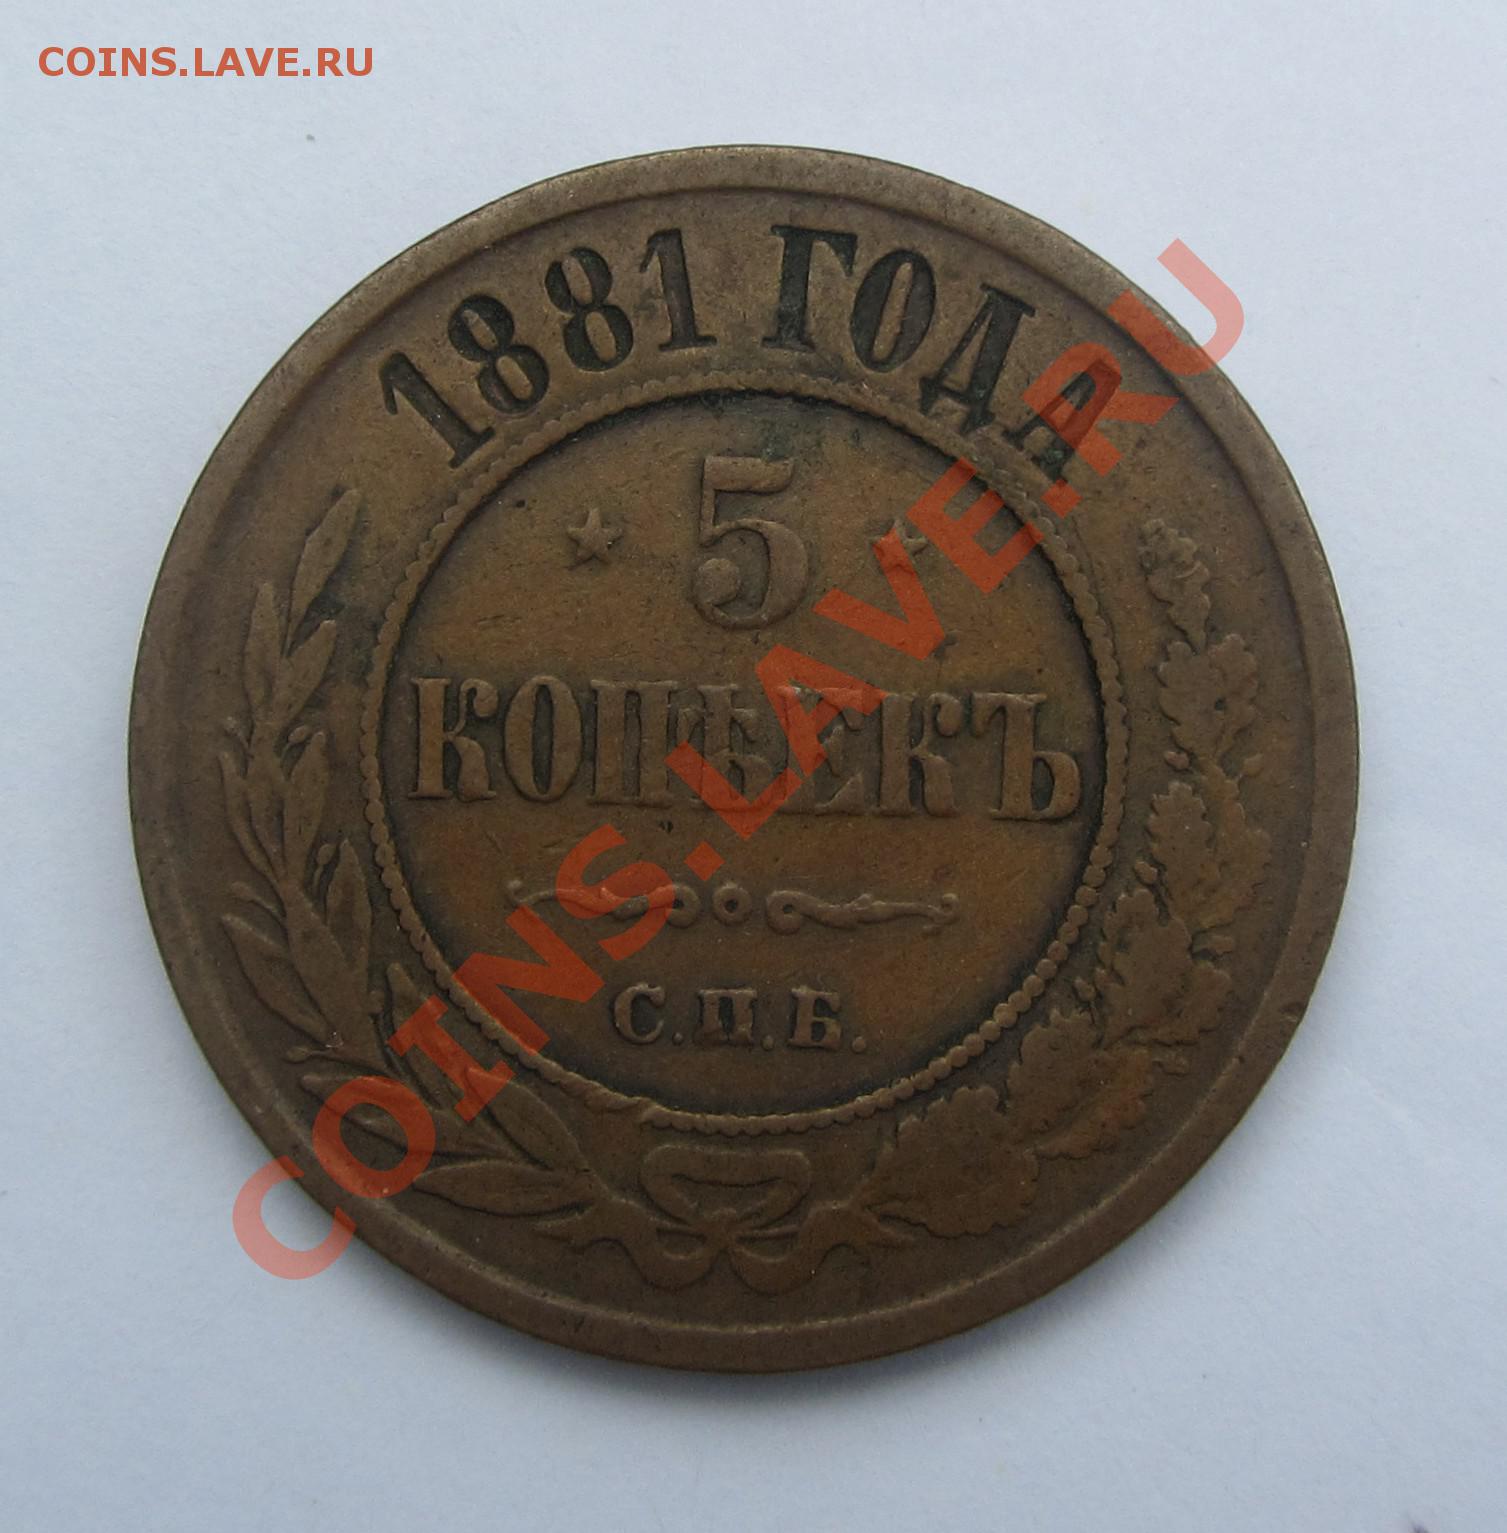 COINS.LAVE.RU
1881 ГОДА
5
КОПѢЕКЪ
С.П.Б.
COINS.LAVE.RU